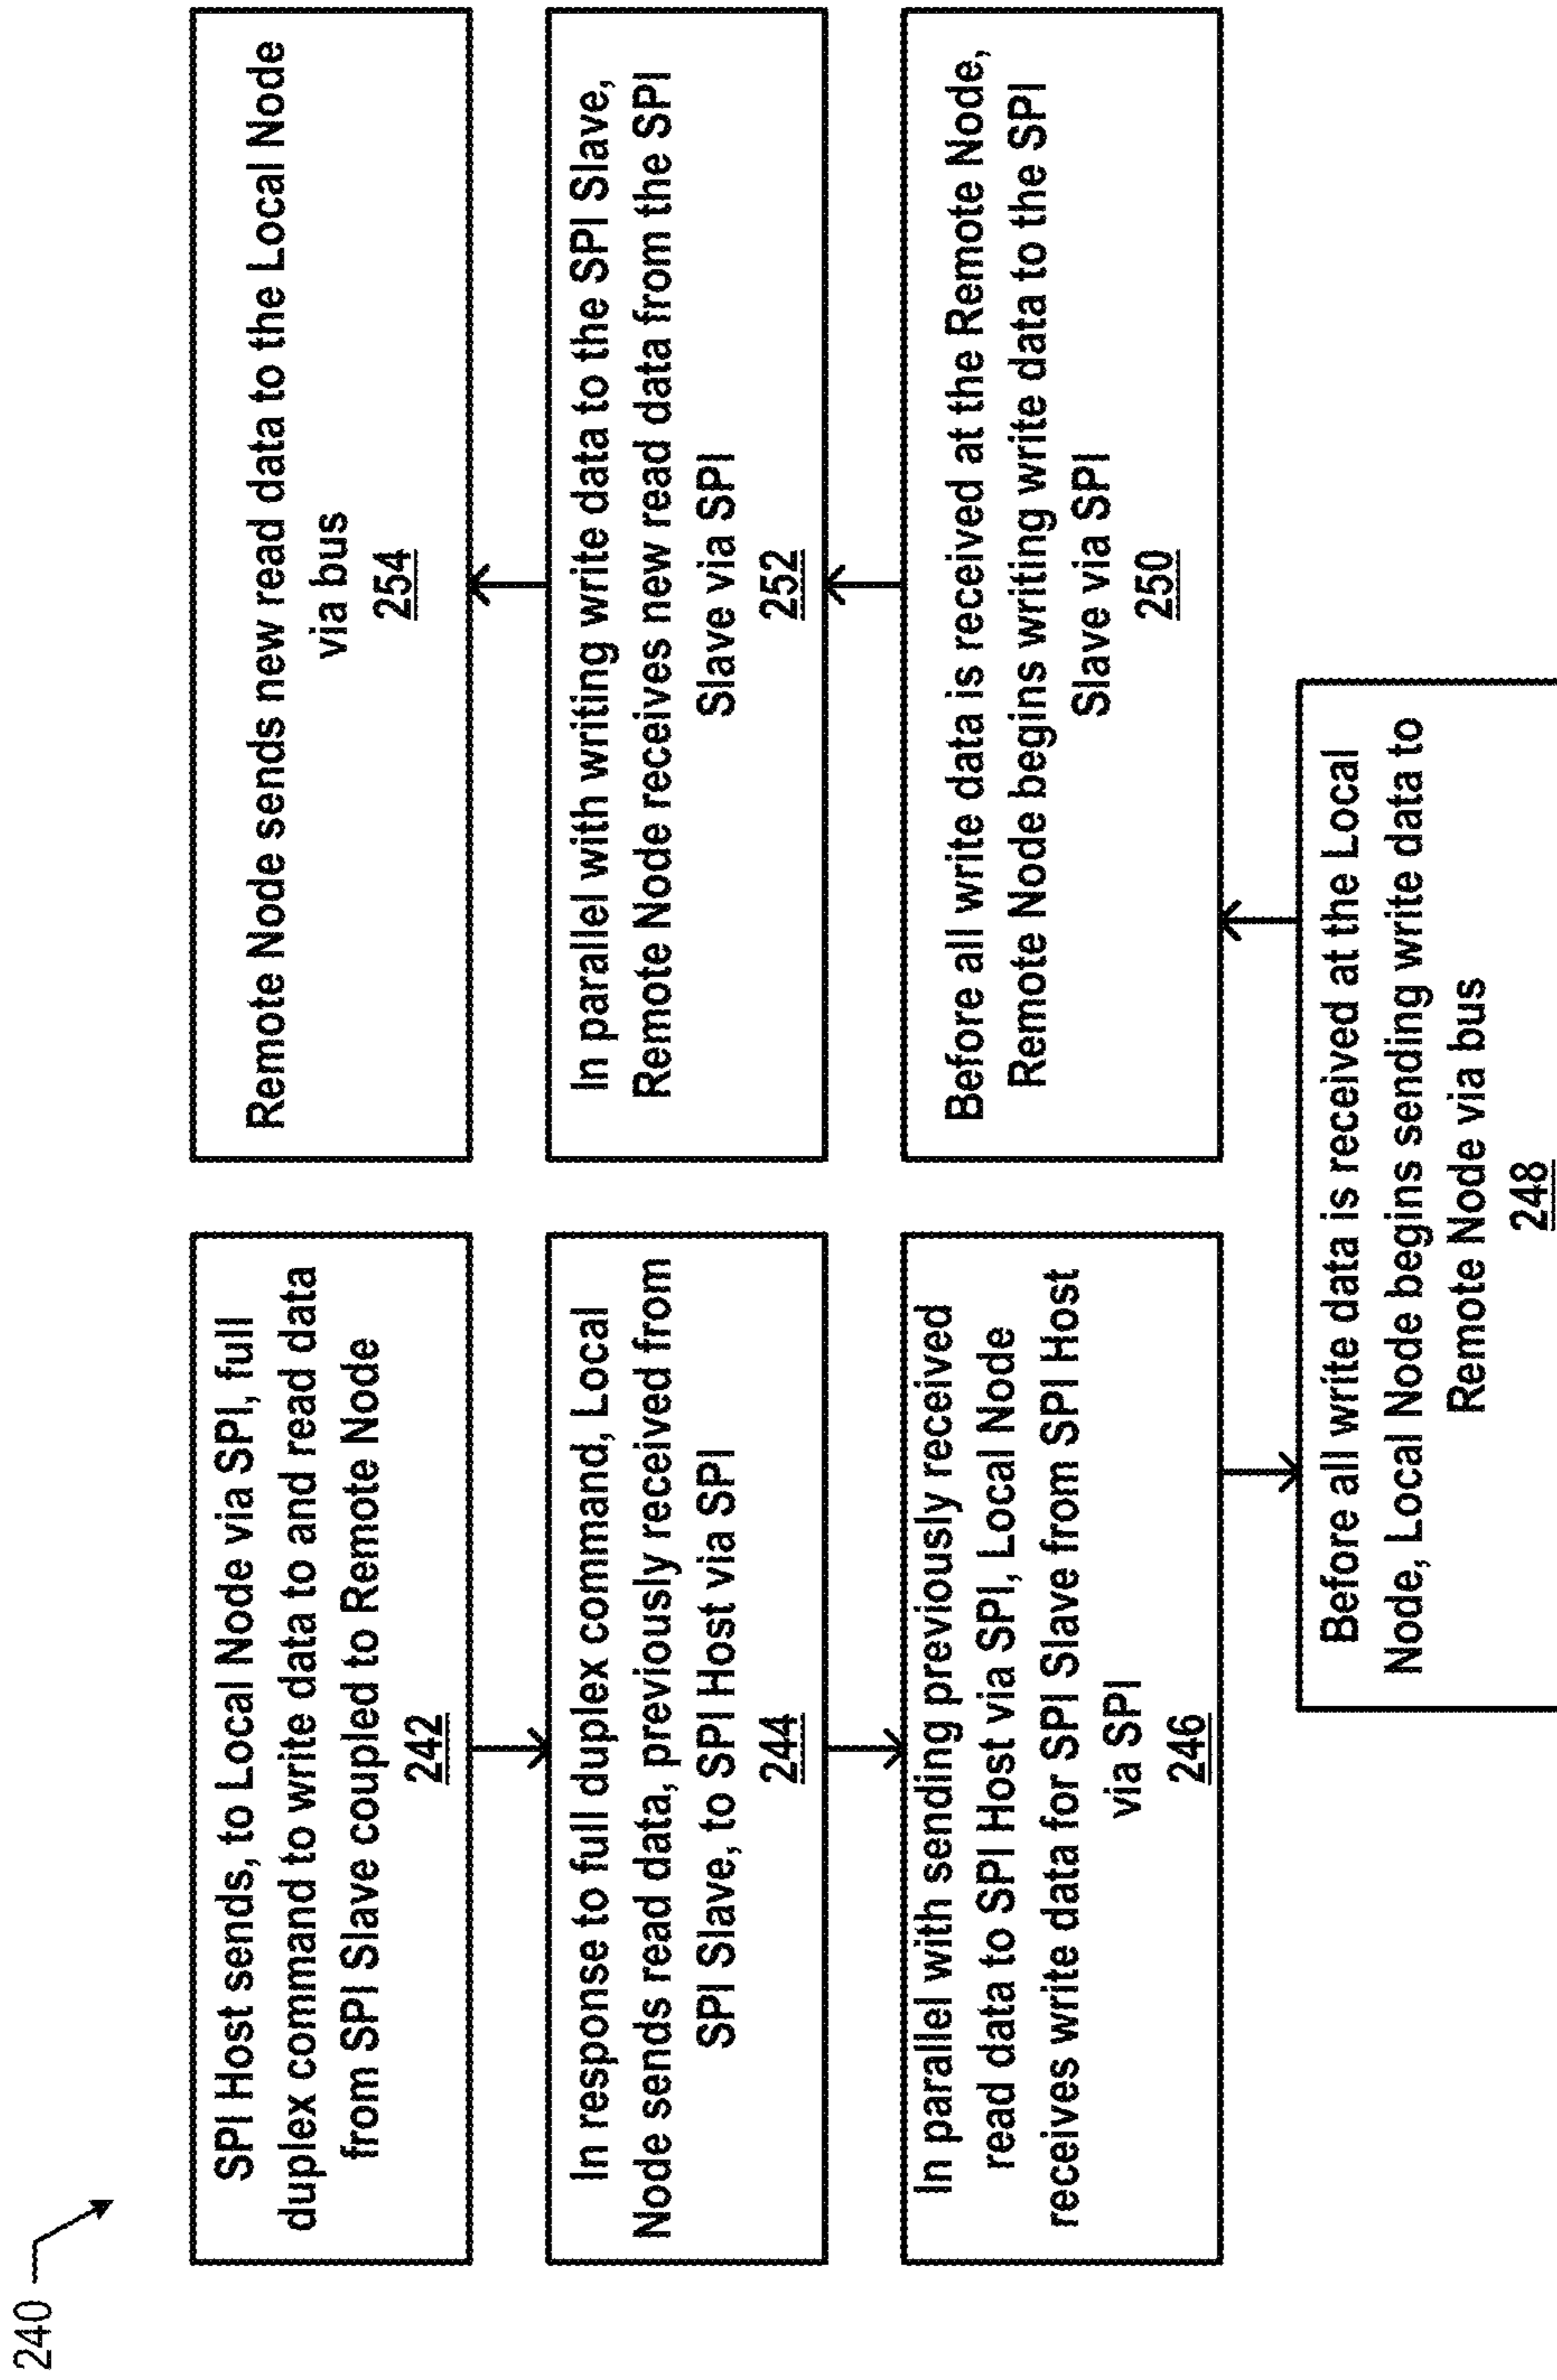 240
SPI Host sends, to Local Node via SPI, full
duplex command to write data to and read data
from SPI Slave coupled to Remote Node
242
In response to full duplex command, Local
Node sends read data, previously received from
SPI Slave, to SPI Host via SPI
244
In parallel with sending previously received
read data to SPI Host via SPI, Local Node
receives write data for SPI Slave from SPI Host
via SPI
246
Before all write data is received at the Local
Node, Local Node begins sending write data to
Remote Node via bus
248
Before all write data is received at the Remote Node,
Remote Node begins writing write data to the SPI
Slave via SPI
250
In parallel with writing write data to the SPI Slave,
Remote Node receives new read data from the SPI
Slave via SPI
252
Remote Node sends new read data to the Local Node
via bus
254